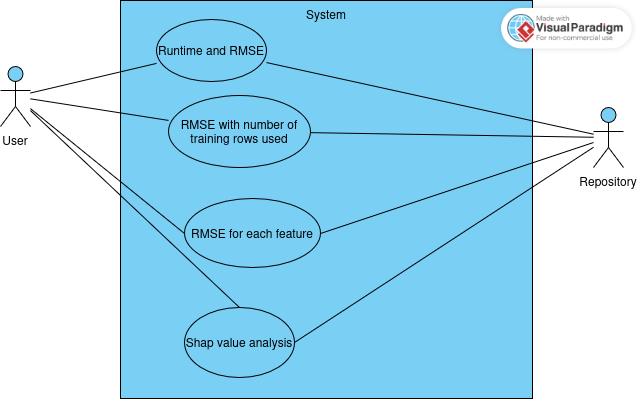 System
Made with
Visual Paradigm
For non-commercial use
Runtime and RMSE
User
RMSE with number of
training rows used
Repository
RMSE for each feature
Shap value analysis